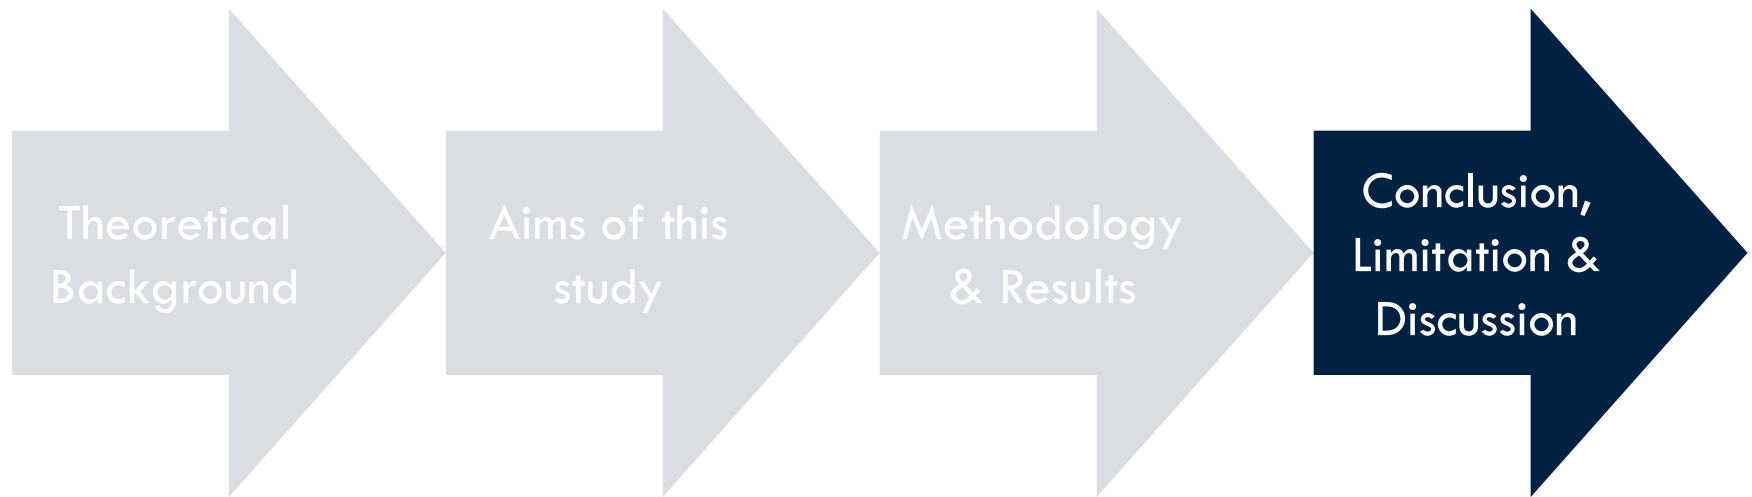 Theoretical
Background
Aims of this
study
Methodology
& Results
Conclusion,
Limitation &
Discussion